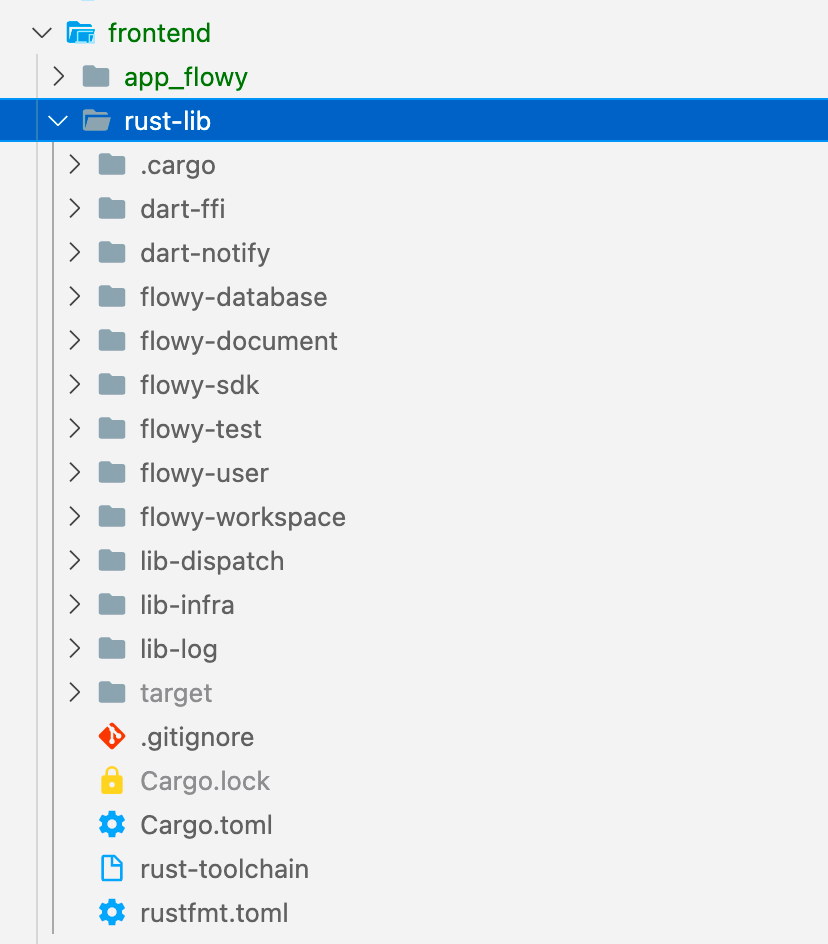 frontend
app_flowy
rust-lib
.cargo
dart-ffi
dart-notify
flowy-database
flowy-document
flowy-sdk
flowy-test
flowy-user
flowy-workspace
lib-dispatch
lib-infra
lib-log
target
.gitignore
Cargo.lock
Cargo.toml
rust-toolchain
rustfmt.toml